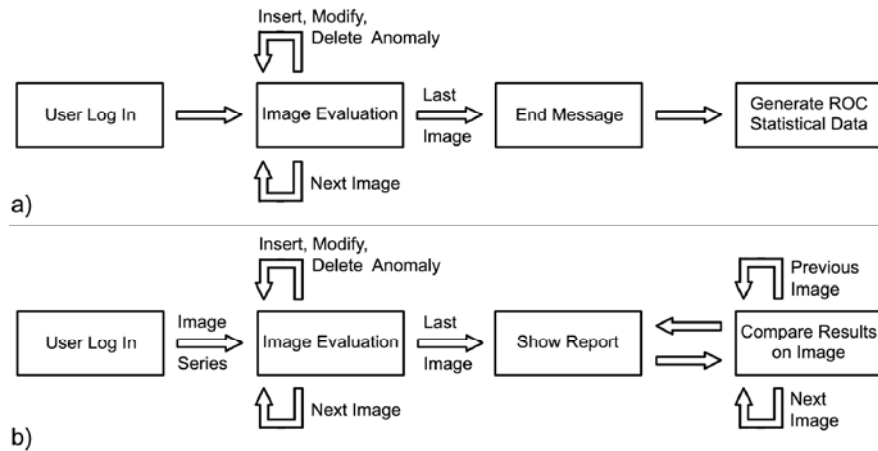 Insert, Modify,
Delete Anomaly
User Log In
Image Evaluation
Last
Image
End Message
Generate ROC
Statistical Data
Next Image
a)
Insert, Modify,
Delete Anomaly
Previous
Image
User Log In
Image
Series
Image Evaluation
Last
Image
Show Report
Compare Results
on Image
Next Image
Next
Image
b)